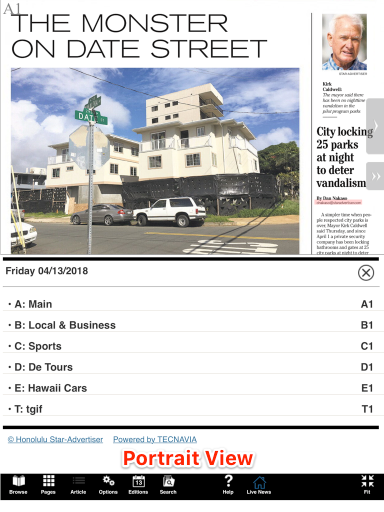 A1
THE MONSTER
ON DATE STREET
DATE
STAR-ADVERTISER
Kirk
Caldwell:
The mayor said there
has been no nighttime
vandalism in the
pilot program parks.
City locking
25 parks
at night
to deter
vandalism
By Dan Nakaso
A simpler time when peo-
ple respected city parks is
over, Mayor Kirk Caldwell
said Thursday, and since
April 1 a private security
company has been locking
bathrooms and gates at 25
city parks at night to deter
Friday 04/13/2018
• A: Main A1
• B: Local & Business B1
• C: Sports C1
• D: De Tours D1
• E: Hawaii Cars E1
• T: tgif T1
© Honolulu Star-Advertiser Powered by TECNAVIA
Portrait View
13
?
Browse Pages Article Options Editions Search Help Live News Fit